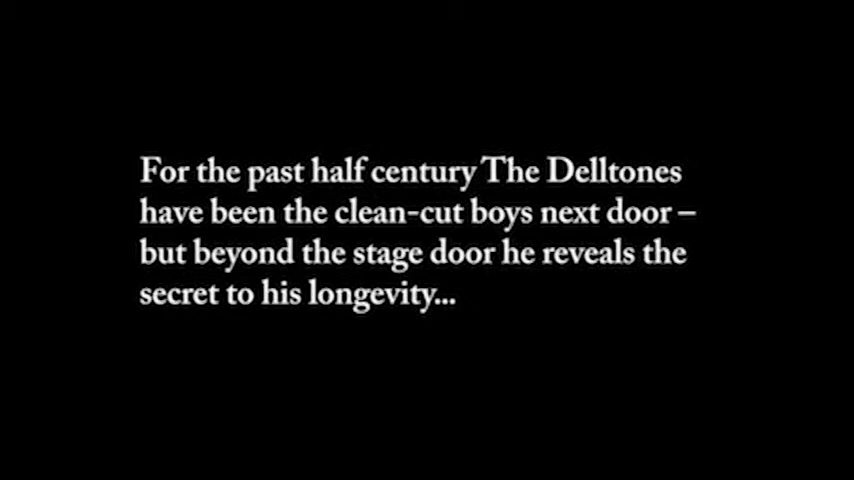 For the past half century The Delltones
have been the clean-cut boys next door –
but beyond the stage door he reveals the
secret to his longevity...